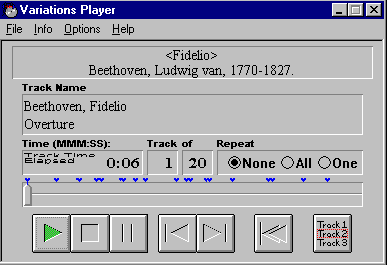 Variations Player
File Info Options Help
<Fidelio>
Beethoven, Ludwig van, 1770-1827.
Track Name
Beethoven, Fidelio
Overture
Time (MMM:SS): Track of Repeat
Track Time
Elapsed 0:06 1 20 None All One
Track 1
Track 2
Track 3